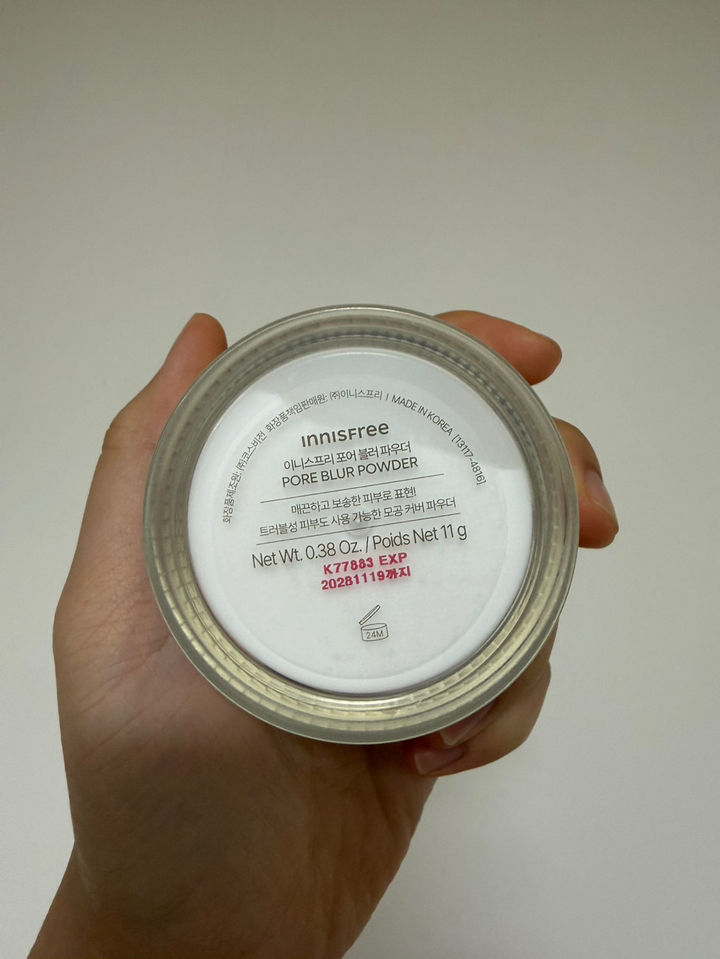 화장품제조원: (주)코스비전 화장품책임판매원: (주)이니스프리 | MADE IN KOREA [13117-4816]
INNISFREE
이니스프리 포어 블러 파우더
PORE BLUR POWDER
매끈하고 보송한 피부로 표현!
트러블성 피부도 사용 가능한 모공 커버 파우더
Net Wt. 0.38 Oz. / Poids Net 11 g
K77883 EXP
20281119까지
24M